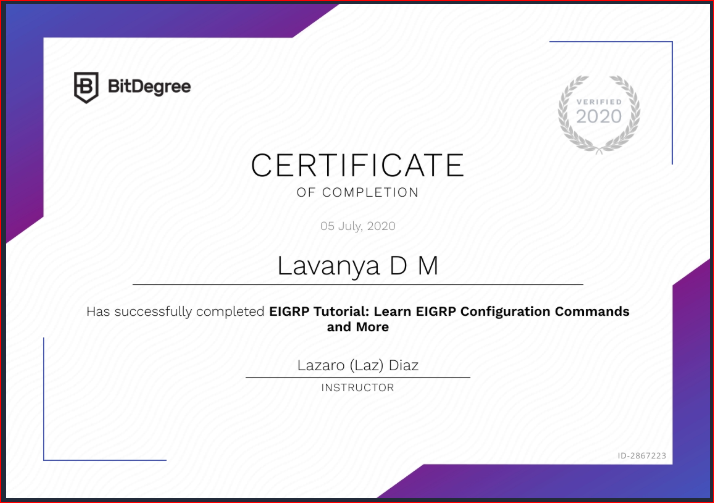 BitDegree
VERIFIED
2020
CERTIFICATE
OF COMPLETION
05 July, 2020
Lavanya D M
Has successfully completed EIGRP Tutorial: Learn EIGRP Configuration Commands
and More
Lazaro (Laz) Diaz
INSTRUCTOR
ID-2867223